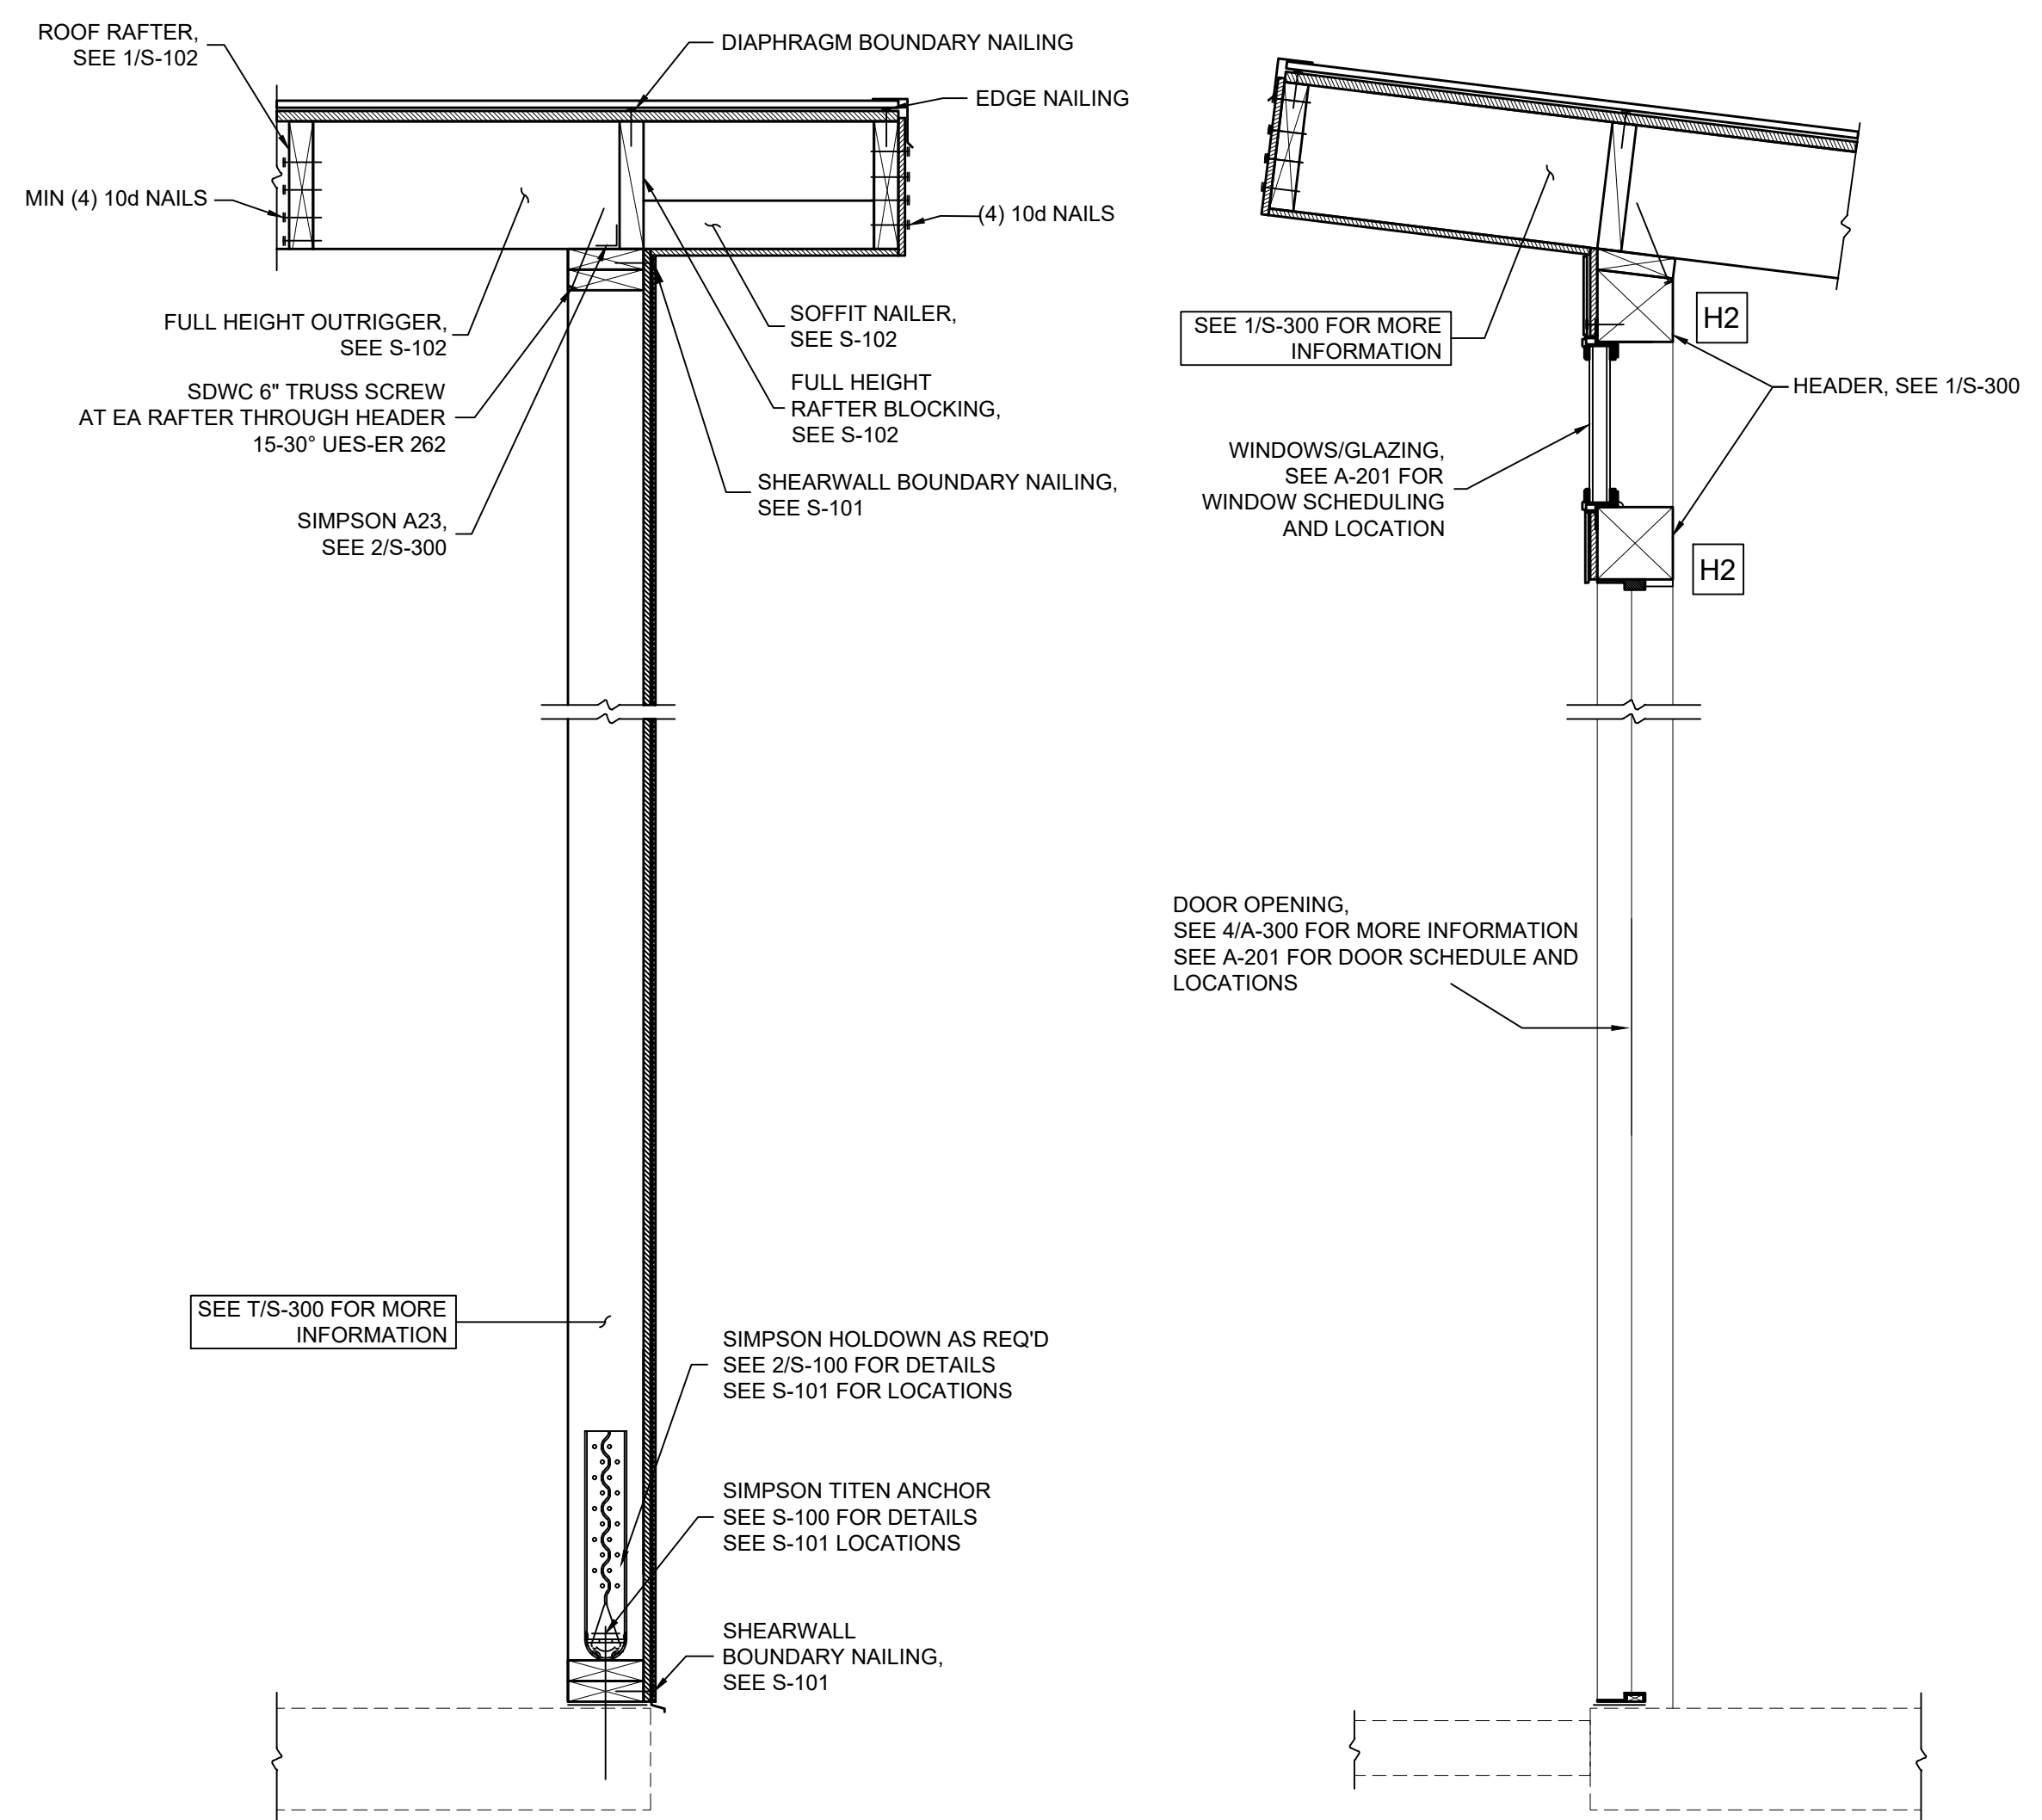 ROOF RAFTER,
SEE 1/S-102
MIN (4) 10d NAILS
DIAPHRAGM BOUNDARY NAILING
EDGE NAILING
(4) 10d NAILS
FULL HEIGHT OUTRIGGER,
SEE S-102
SDWC 6" TRUSS SCREW
AT EA RAFTER THROUGH HEADER
15-30° UES-ER 262
SIMPSON A23,
SEE 2/S-300
SOFFIT NAILER,
SEE S-102
FULL HEIGHT
RAFTER BLOCKING,
SEE S-102
SHEARWALL BOUNDARY NAILING,
SEE S-101
SEE T/S-300 FOR MORE
INFORMATION
SIMPSON HOLDOWN AS REQ'D
SEE 2/S-100 FOR DETAILS
SEE S-101 FOR LOCATIONS
SIMPSON TITEN ANCHOR
SEE S-100 FOR DETAILS
SEE S-101 LOCATIONS
SHEARWALL
BOUNDARY NAILING,
SEE S-101
SEE 1/S-300 FOR MORE
INFORMATION
H2
HEADER, SEE 1/S-300
WINDOWS/GLAZING,
SEE A-201 FOR
WINDOW SCHEDULING
AND LOCATION
H2
DOOR OPENING,
SEE 4/A-300 FOR MORE INFORMATION
SEE A-201 FOR DOOR SCHEDULE AND
LOCATIONS